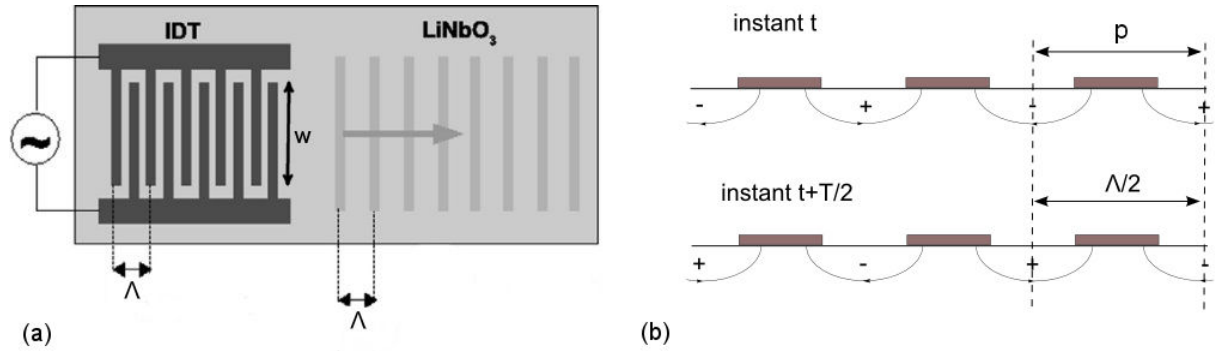 IDT
LiNbO₃
w
Λ
Λ
(a)
instant t
p
- + - +
instant t+T/2
Λ/2
+ - + -
(b)